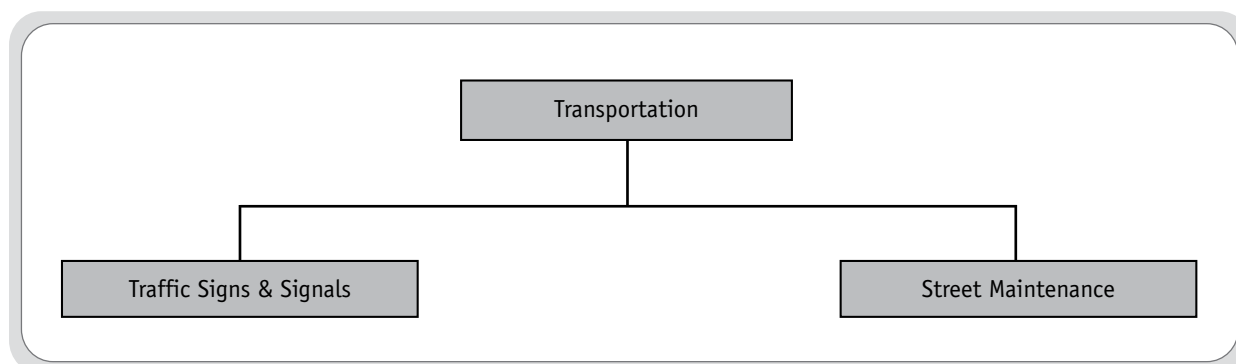 Transportation
Traffic Signs & Signals
Street Maintenance